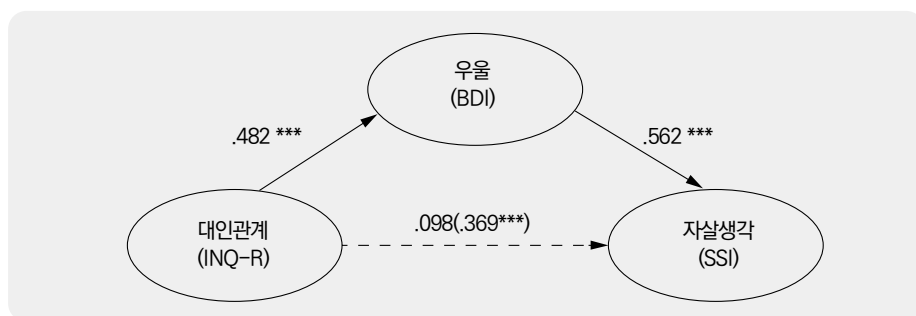 우울
(BDI)
.482 ***
.562 ***
.098(.369***)
대인관계
(INQ-R)
자살생각
(SSI)